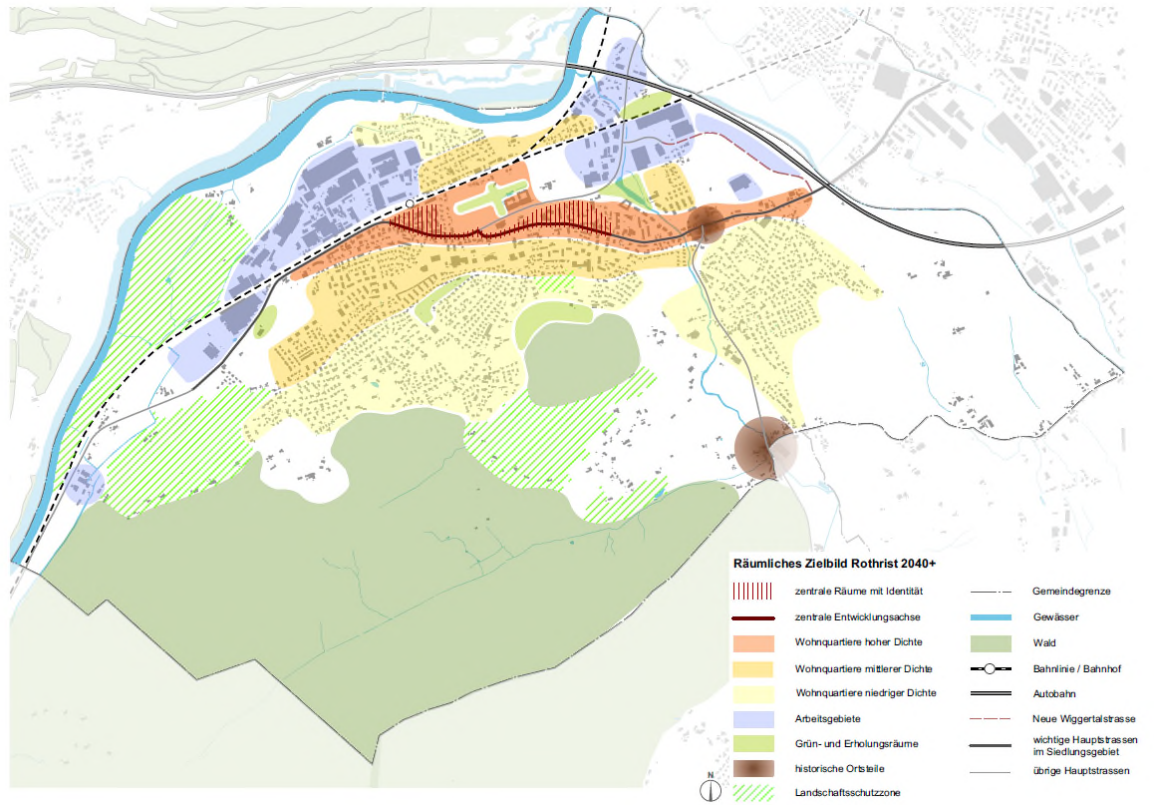 Räumliches Zielbild Rothrist 2040+
zentrale Räume mit Identität
zentrale Entwicklungsachse
Wohnquartiere hoher Dichte
Wohnquartiere mittlerer Dichte
Wohnquartiere niedriger Dichte
Arbeitsgebiete
Grün- und Erholungsräume
historische Ortsteile
Landschaftsschutzzone
Gemeindegrenze
Gewässer
Wald
Bahnlinie / Bahnhof
Autobahn
Neue Wiggertalstrasse
wichtige Hauptstrassen
im Siedlungsgebiet
übrige Hauptstrassen
N